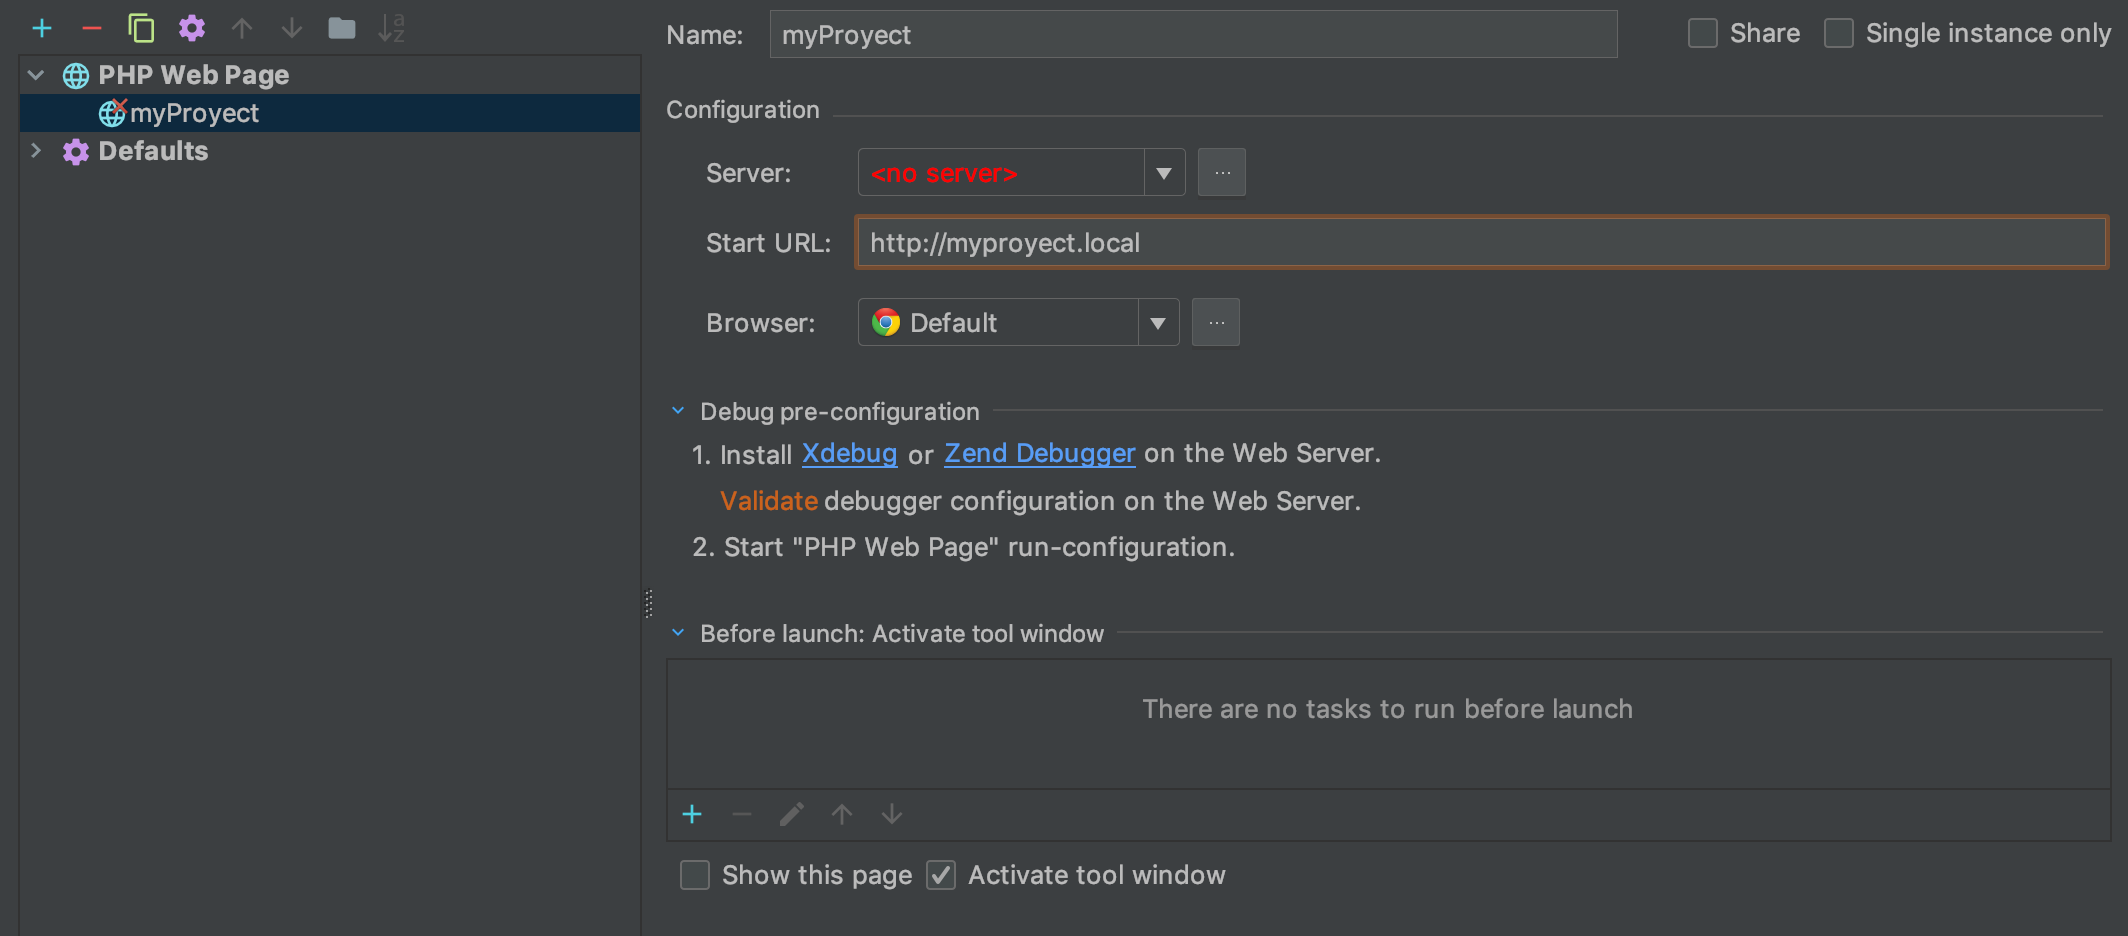 Name: myProyect Share Single instance only
PHP Web Page
myProyect
Defaults
Configuration
Server: <no server> ...
Start URL: http://myproyect.local
Browser: Default ...
Debug pre-configuration
1. Install Xdebug or Zend Debugger on the Web Server.
Validate debugger configuration on the Web Server.
2. Start "PHP Web Page" run-configuration.
Before launch: Activate tool window
There are no tasks to run before launch
Show this page Activate tool window